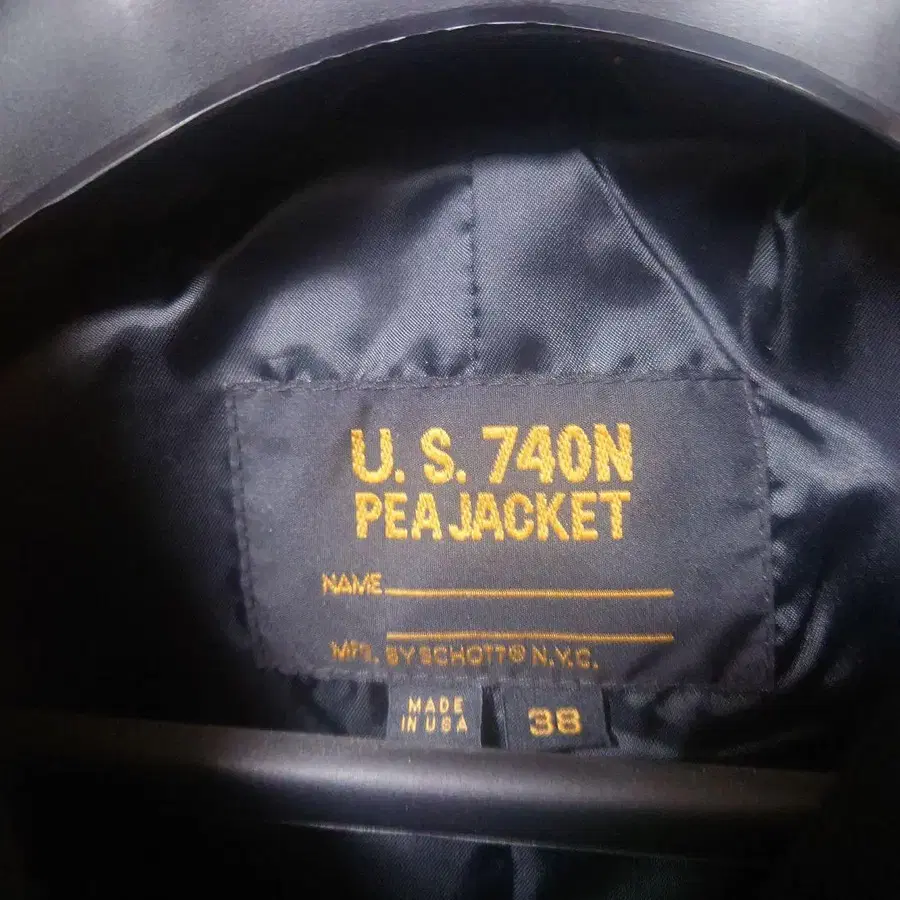 U. S. 740N
PEA JACKET
NAME
MFG. BY SCHOTT® N.Y.C.
MADE
IN USA
38